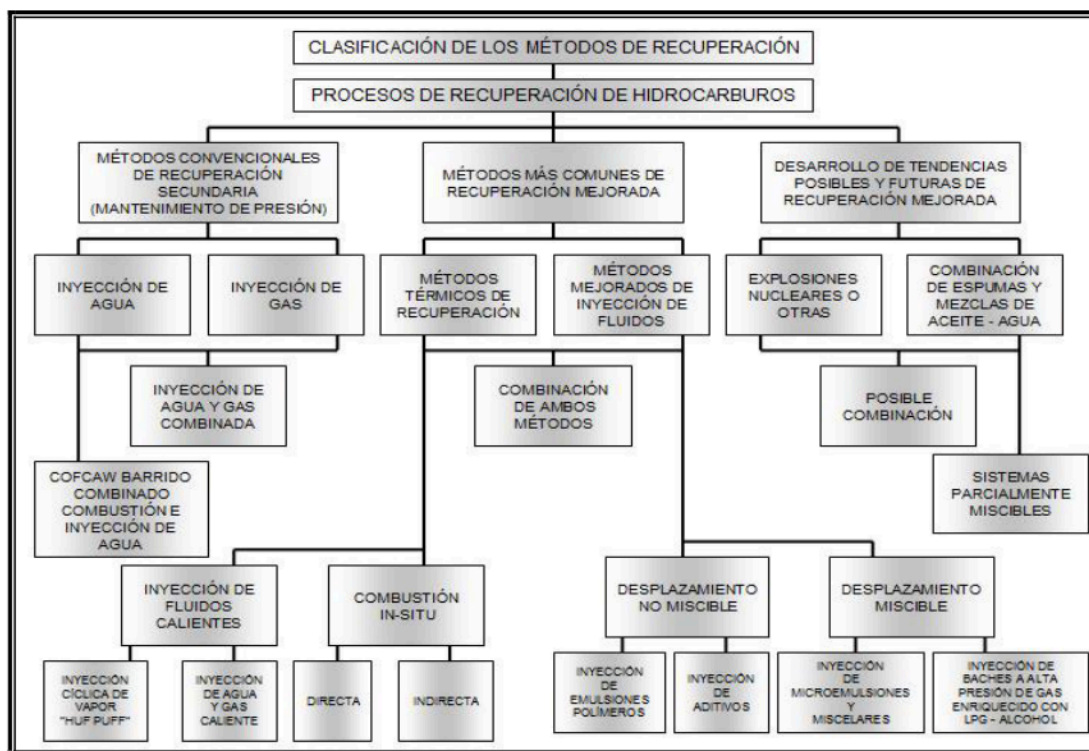 CLASIFICACIÓN DE LOS MÉTODOS DE RECUPERACIÓN
PROCESOS DE RECUPERACIÓN DE HIDROCARBUROS
MÉTODOS CONVENCIONALES
DE RECUPERACIÓN
SECUNDARIA
(MANTENIMIENTO DE PRESIÓN)
MÉTODOS MÁS COMUNES DE
RECUPERACIÓN MEJORADA
DESARROLLO DE TENDENCIAS
POSIBLES Y FUTURAS DE
RECUPERACIÓN MEJORADA
INYECCIÓN DE
AGUA
INYECCIÓN DE
GAS
MÉTODOS
TÉRMICOS DE
RECUPERACIÓN
MÉTODOS
MEJORADOS DE
INYECCIÓN DE
FLUIDOS
EXPLOSIONES
NUCLEARES O
OTRAS
COMBINACIÓN
DE ESPUMAS Y
MEZCLAS DE
ACEITE - AGUA
INYECCIÓN DE
AGUA Y GAS
COMBINADA
COMBINACIÓN
DE AMBOS
MÉTODOS
POSIBLE
COMBINACIÓN
COFCAW BARRIDO
COMBINADO
COMBUSTIÓN E
INYECCIÓN DE
AGUA
SISTEMAS
PARCIALMENTE
MISCIBLES
INYECCIÓN DE
FLUIDOS
CALIENTES
COMBUSTIÓN
IN-SITU
DESPLAZAMIENTO
NO MISCIBLE
DESPLAZAMIENTO
MISCIBLE
INYECCIÓN
CÍCLICA DE
VAPOR
"HUF PUFF"
INYECCIÓN
DE AGUA
Y GAS
CALIENTE
DIRECTA
INDIRECTA
INYECCIÓN
DE
EMULSIONES
POLÍMEROS
INYECCIÓN
DE
ADITIVOS
INYECCIÓN
DE
MICROEMULSIONES
Y
MISCELARES
INYECCIÓN DE
BACHES A ALTA
PRESIÓN DE GAS
ENRIQUECIDO CON
LPG - ALCOHOL